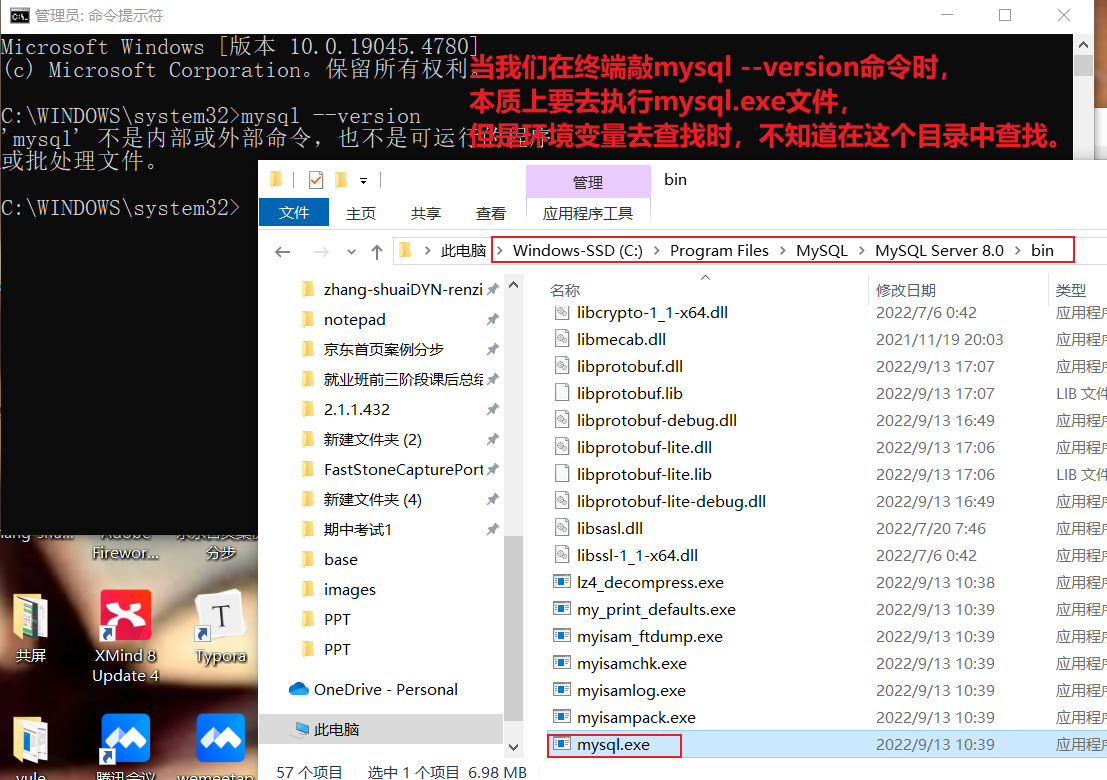 管理员: 命令提示符
Microsoft Windows [版本 10.0.19045.4780]
(c) Microsoft Corporation。保留所有权利
当我们在终端敲mysql --version命令时，
本质上要去执行mysql.exe文件，
但是环境变量去查找时，不知道在这个目录中查找。
C:\WINDOWS\system32>mysql --version
'mysql' 不是内部或外部命令，也不是可运行的程序
或批处理文件。
C:\WINDOWS\system32>
管理
bin
文件
主页
共享
查看
应用程序工具
此电脑 > Windows-SSD (C:) > Program Files > MySQL > MySQL Server 8.0 > bin
zhang-shuaiDYN-renzi
notepad
京东首页案例分步
就业班前三阶段课后总结
2.1.1.432
新建文件夹 (2)
FastStoneCapturePort
新建文件夹 (4)
期中考试1
base
images
PPT
PPT
OneDrive - Personal
此电脑
名称 修改日期 类型
libcrypto-1_1-x64.dll 2022/7/6 0:42 应用程序
libmecab.dll 2021/11/19 20:03 应用程序
libprotobuf.dll 2022/9/13 17:07 应用程序
libprotobuf.lib 2022/9/13 17:07 LIB 文件
libprotobuf-debug.dll 2022/9/13 16:49 应用程序
libprotobuf-lite.dll 2022/9/13 17:06 应用程序
libprotobuf-lite.lib 2022/9/13 17:06 LIB 文件
libprotobuf-lite-debug.dll 2022/9/13 16:49 应用程序
libsasl.dll 2022/7/20 7:46 应用程序
libssl-1_1-x64.dll 2022/7/6 0:42 应用程序
lz4_decompress.exe 2022/9/13 10:38 应用程序
my_print_defaults.exe 2022/9/13 10:39 应用程序
myisam_ftdump.exe 2022/9/13 10:39 应用程序
myisamchk.exe 2022/9/13 10:39 应用程序
myisamlog.exe 2022/9/13 10:39 应用程序
myisampack.exe 2022/9/13 10:39 应用程序
mysql.exe 2022/9/13 10:39 应用程序
57 个项目 选中 1 个项目 6.98 MB
Firewor...
分步
共屏
XMind 8
Update 4
Typora
yule
腾讯会议
wemeetap